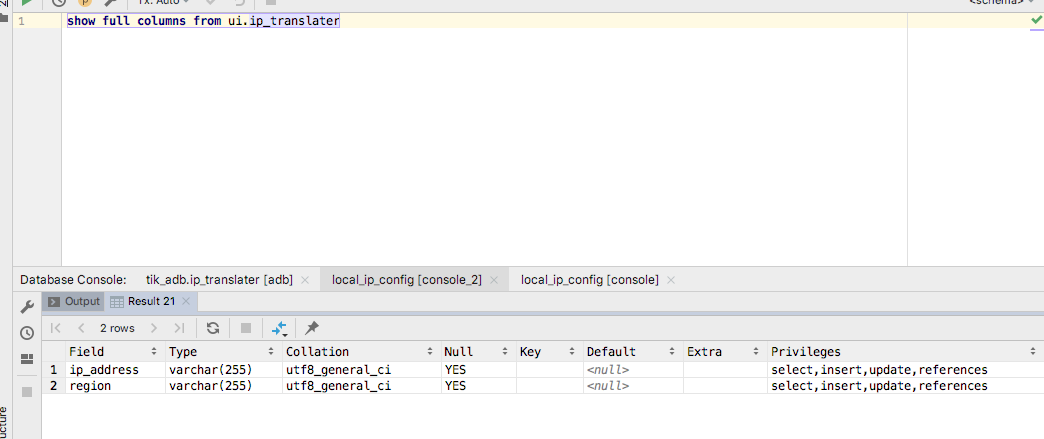 Tx: Auto
<schema>
1 show full columns from ui.ip_translater
Database Console: tik_adb.ip_translater [adb] local_ip_config [console_2] local_ip_config [console]
Output Result 21
2 rows
Field Type Collation Null Key Default Extra Privileges
1 ip_address varchar(255) utf8_general_ci YES <null> select,insert,update,references
2 region varchar(255) utf8_general_ci YES <null> select,insert,update,references